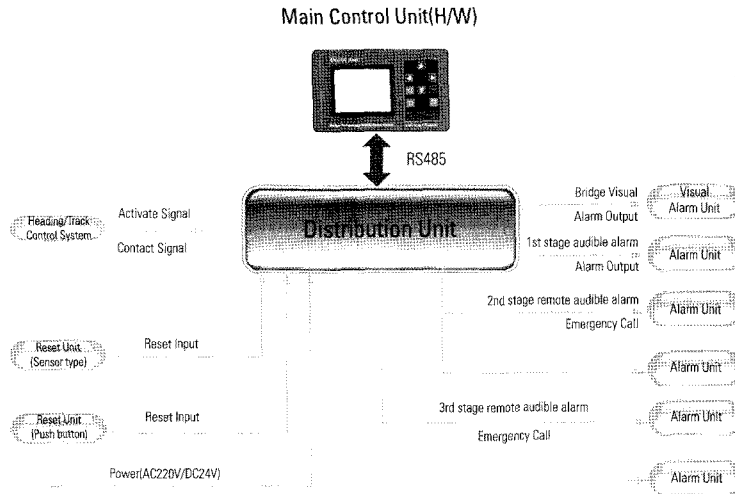 Main Control Unit(H/W)
RS485
Distribution Unit
Heading/Track
Control System
Activate Signal
Contact Signal
Reset Unit
(Sensor type)
Reset Input
Reset Unit
(Push button)
Reset Input
Power(AC220V/DC24V)
Bridge Visual
Alarm Output
Visual
Alarm Unit
1st stage audible alarm
Alarm Output
Alarm Unit
2nd stage remote audible alarm
Emergency Call
Alarm Unit
Alarm Unit
3rd stage remote audible alarm
Emergency Call
Alarm Unit
Alarm Unit